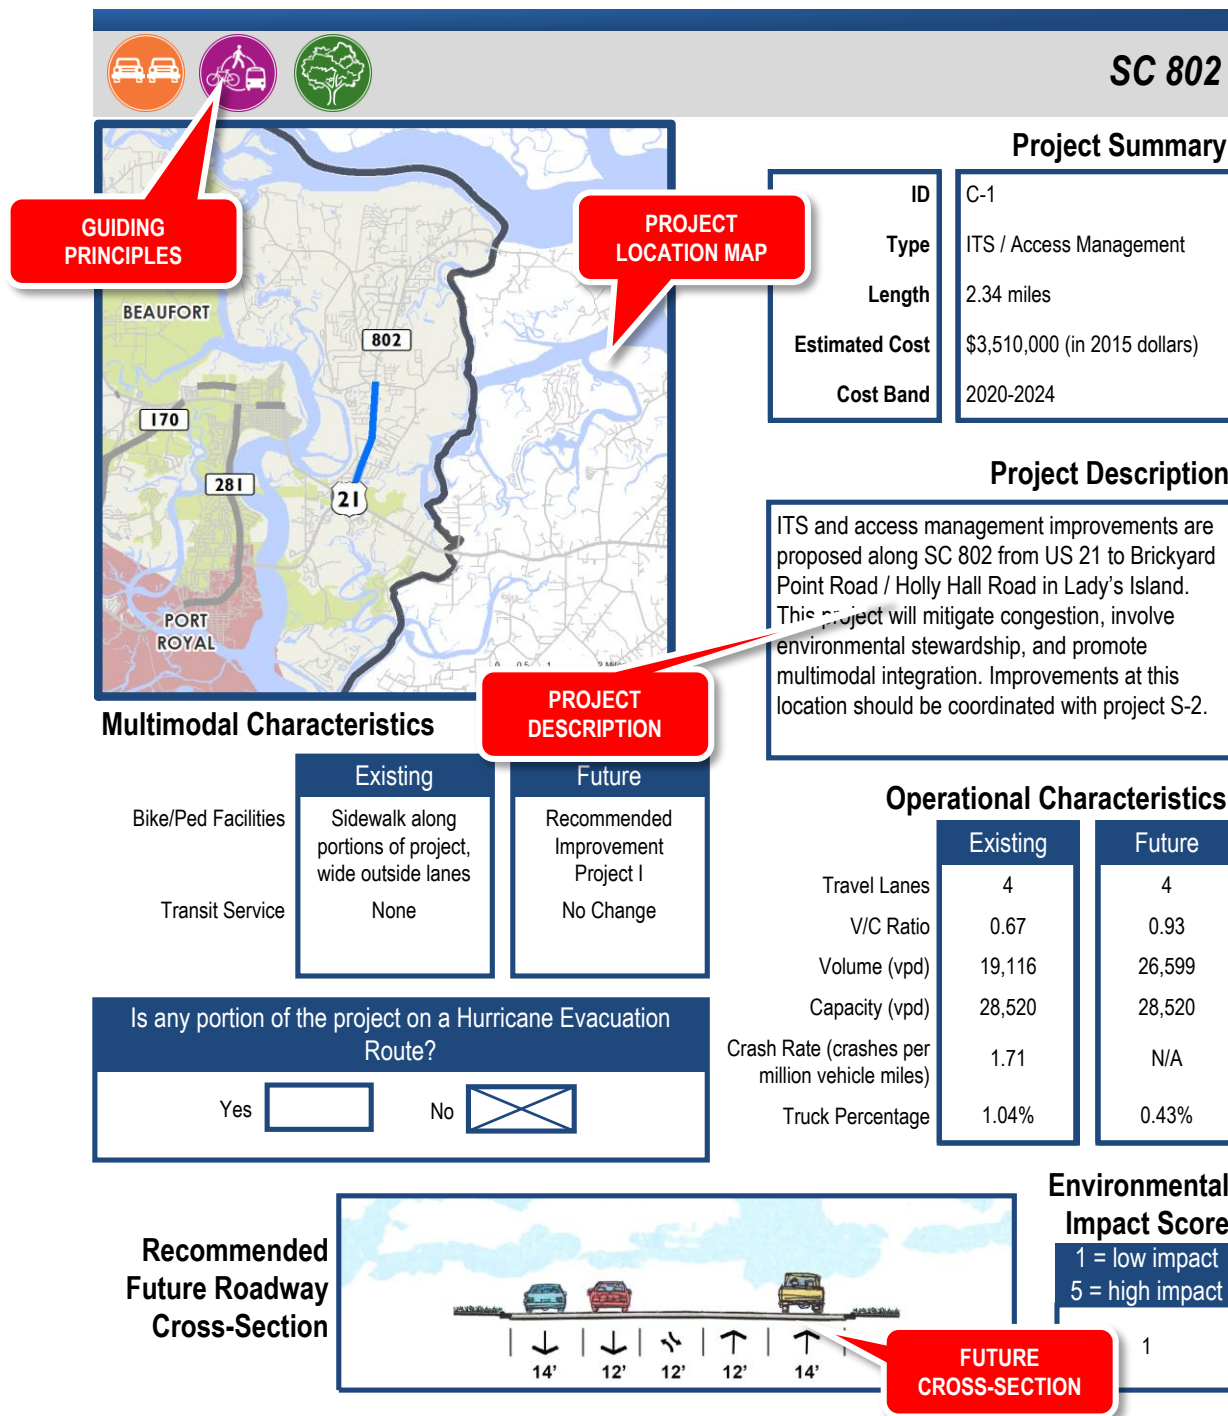 SC 802
GUIDING
PRINCIPLES
PROJECT
LOCATION MAP
BEAUFORT
802
170
281
21
PORT
ROYAL
0 0.5 1 2 Miles
Project Summary
ID C-1
Type ITS / Access Management
Length 2.34 miles
Estimated Cost $3,510,000 (in 2015 dollars)
Cost Band 2020-2024
Project Description
ITS and access management improvements are
proposed along SC 802 from US 21 to Brickyard
Point Road / Holly Hall Road in Lady's Island.
This project will mitigate congestion, involve
environmental stewardship, and promote
multimodal integration. Improvements at this
location should be coordinated with project S-2.
PROJECT
DESCRIPTION
Multimodal Characteristics
Existing Future
Bike/Ped Facilities Sidewalk along Recommended
portions of project, Improvement
wide outside lanes Project I
Transit Service None No Change
Is any portion of the project on a Hurricane Evacuation
Route?
Yes No
Operational Characteristics
Existing Future
Travel Lanes 4 4
V/C Ratio 0.67 0.93
Volume (vpd) 19,116 26,599
Capacity (vpd) 28,520 28,520
Crash Rate (crashes per
million vehicle miles) 1.71 N/A
Truck Percentage 1.04% 0.43%
Recommended
Future Roadway
Cross-Section
14' 12' 12' 12' 14'
FUTURE
CROSS-SECTION
Environmental
Impact Score
1 = low impact
5 = high impact
1